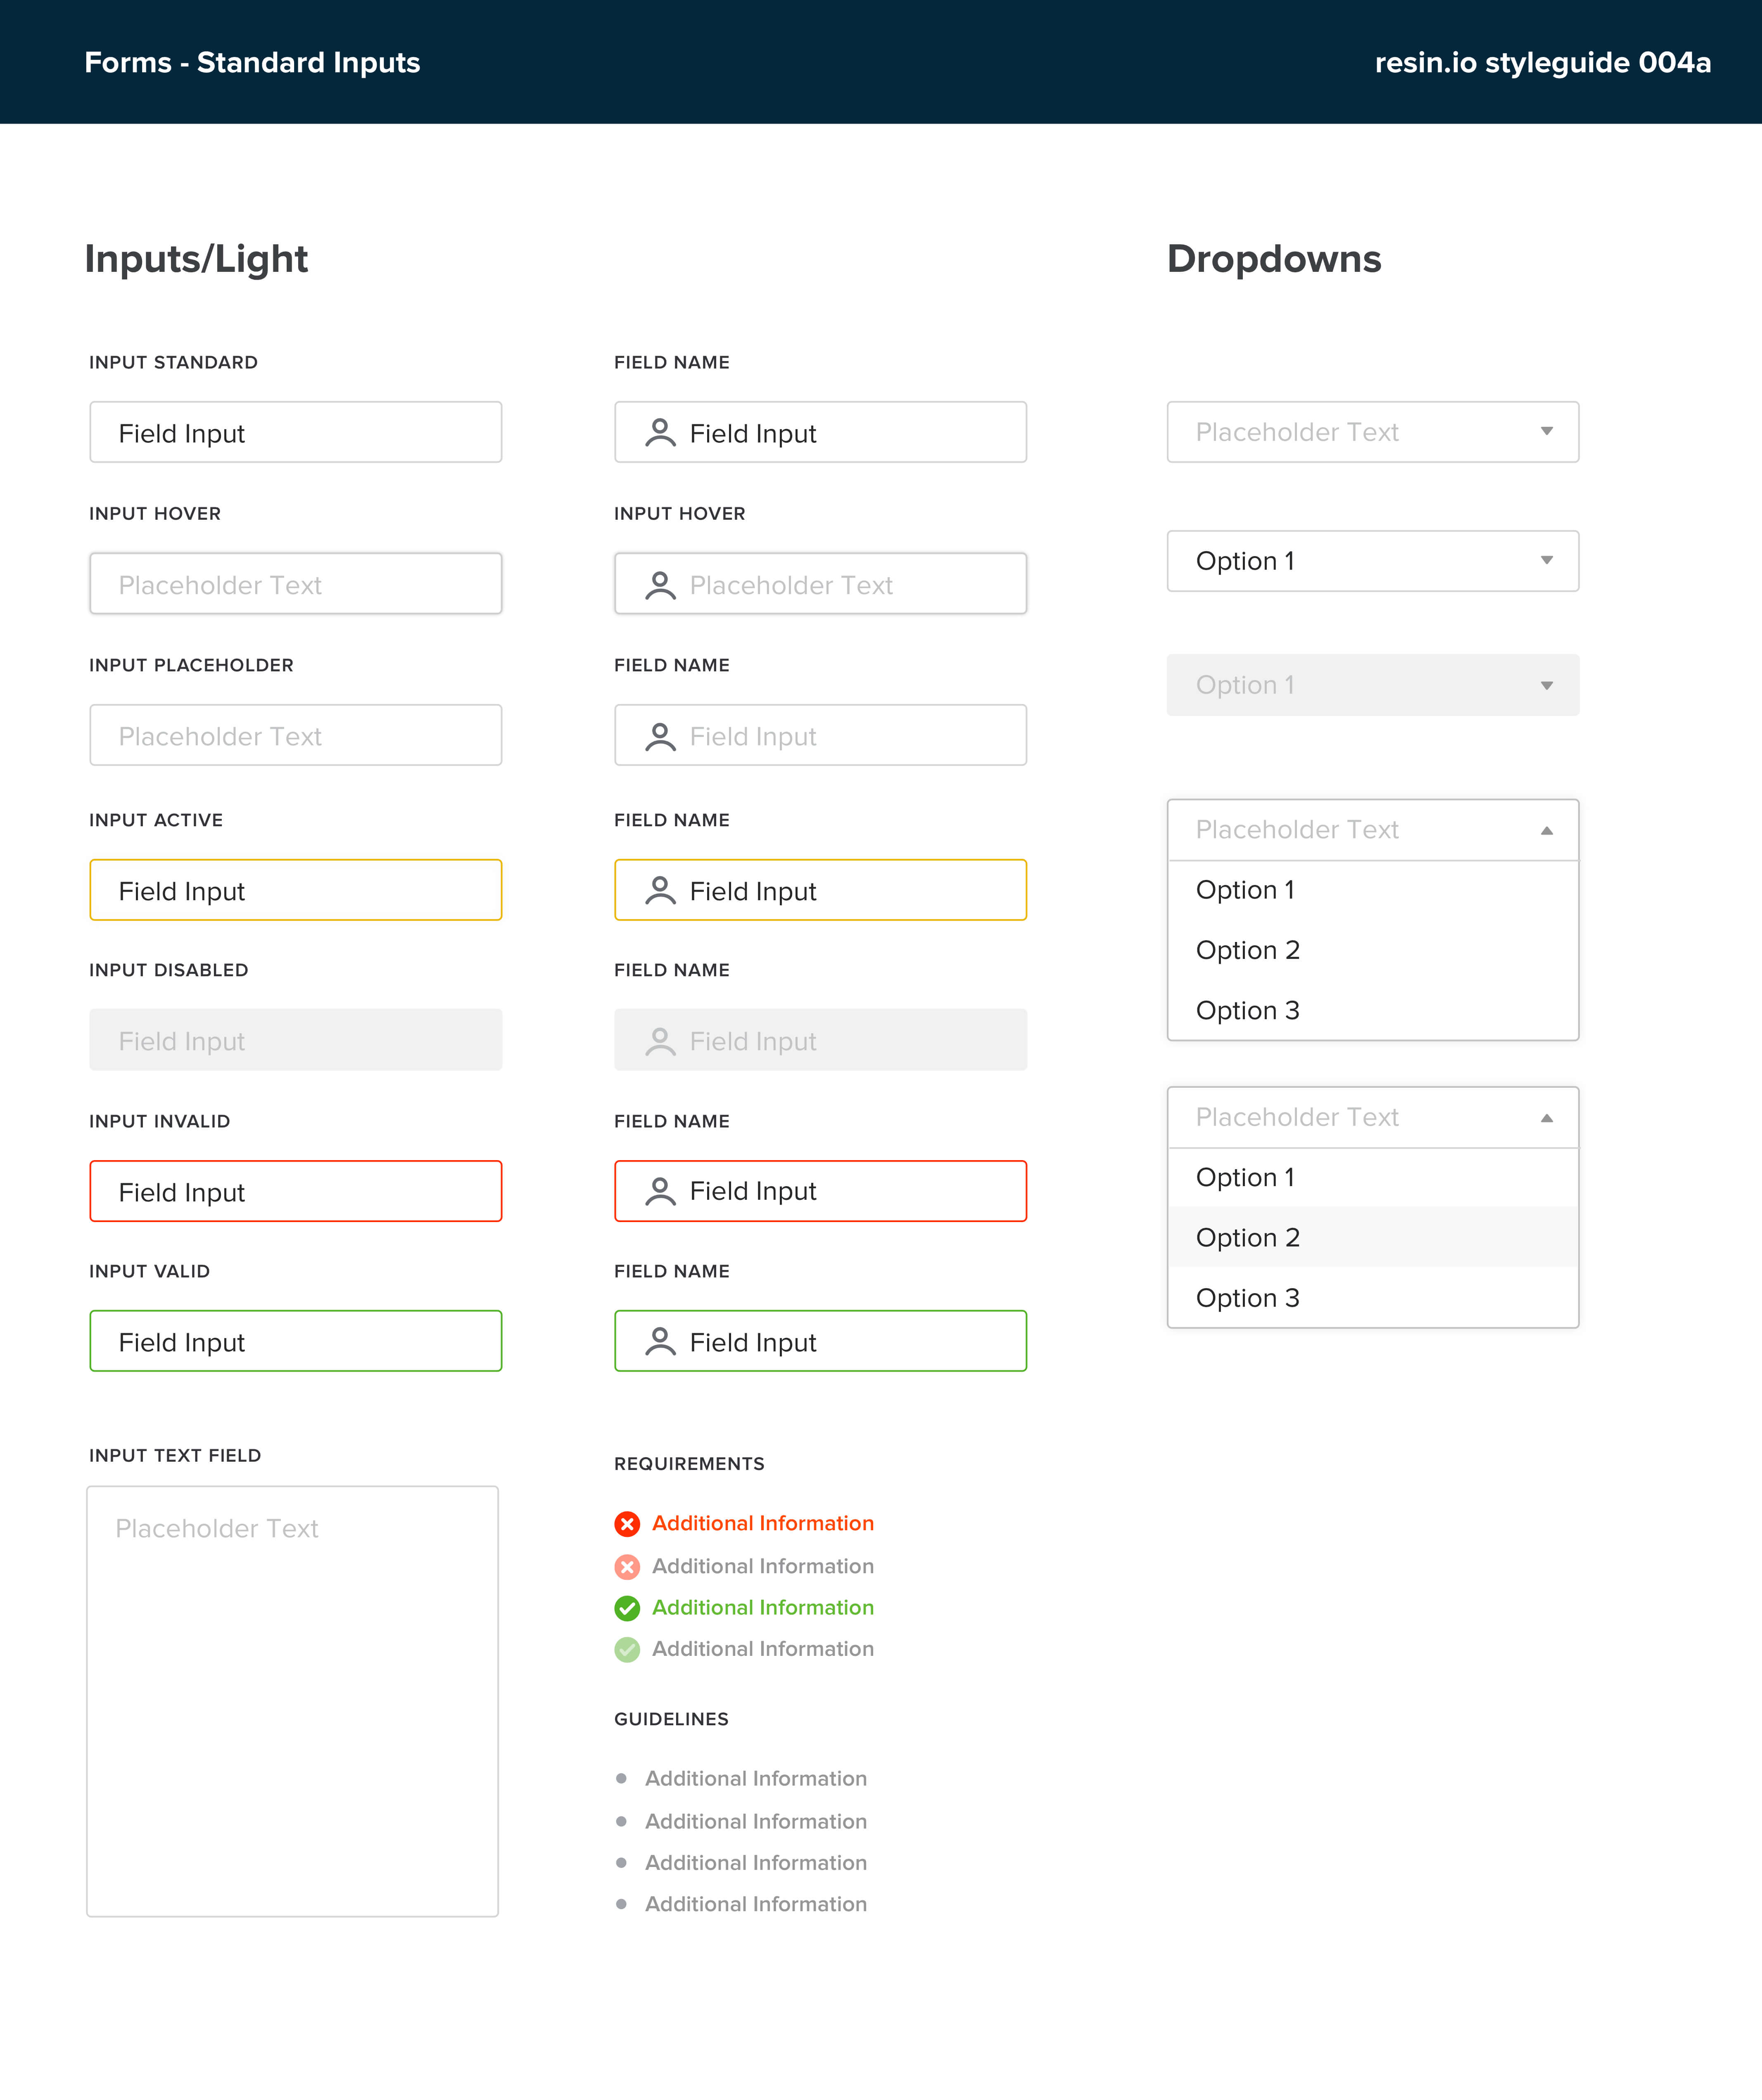 Forms - Standard Inputs
resin.io styleguide 004a
Inputs/Light
INPUT STANDARD
Field Input
INPUT HOVER
Placeholder Text
INPUT PLACEHOLDER
Placeholder Text
INPUT ACTIVE
Field Input
INPUT DISABLED
Field Input
INPUT INVALID
Field Input
INPUT VALID
Field Input
INPUT TEXT FIELD
Placeholder Text
FIELD NAME
Field Input
INPUT HOVER
Placeholder Text
FIELD NAME
Field Input
FIELD NAME
Field Input
FIELD NAME
Field Input
FIELD NAME
Field Input
FIELD NAME
Field Input
REQUIREMENTS
Additional Information
Additional Information
Additional Information
Additional Information
GUIDELINES
Additional Information
Additional Information
Additional Information
Additional Information
Dropdowns
Placeholder Text
Option 1
Option 1
Placeholder Text
Option 1
Option 2
Option 3
Placeholder Text
Option 1
Option 2
Option 3